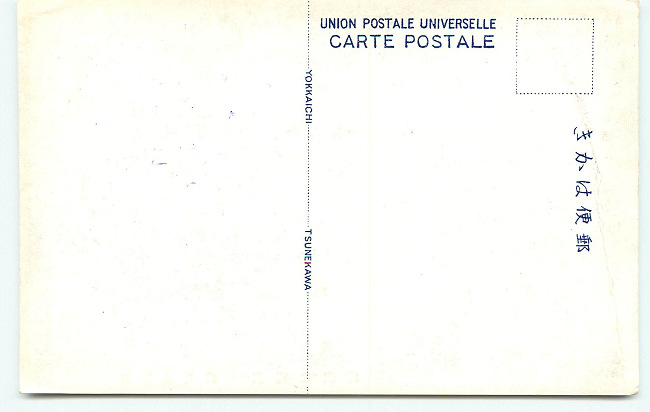 UNION POSTALE UNIVERSELLE
CARTE POSTALE
YOKKAICHI
TSUNEKAWA
郵便はかき